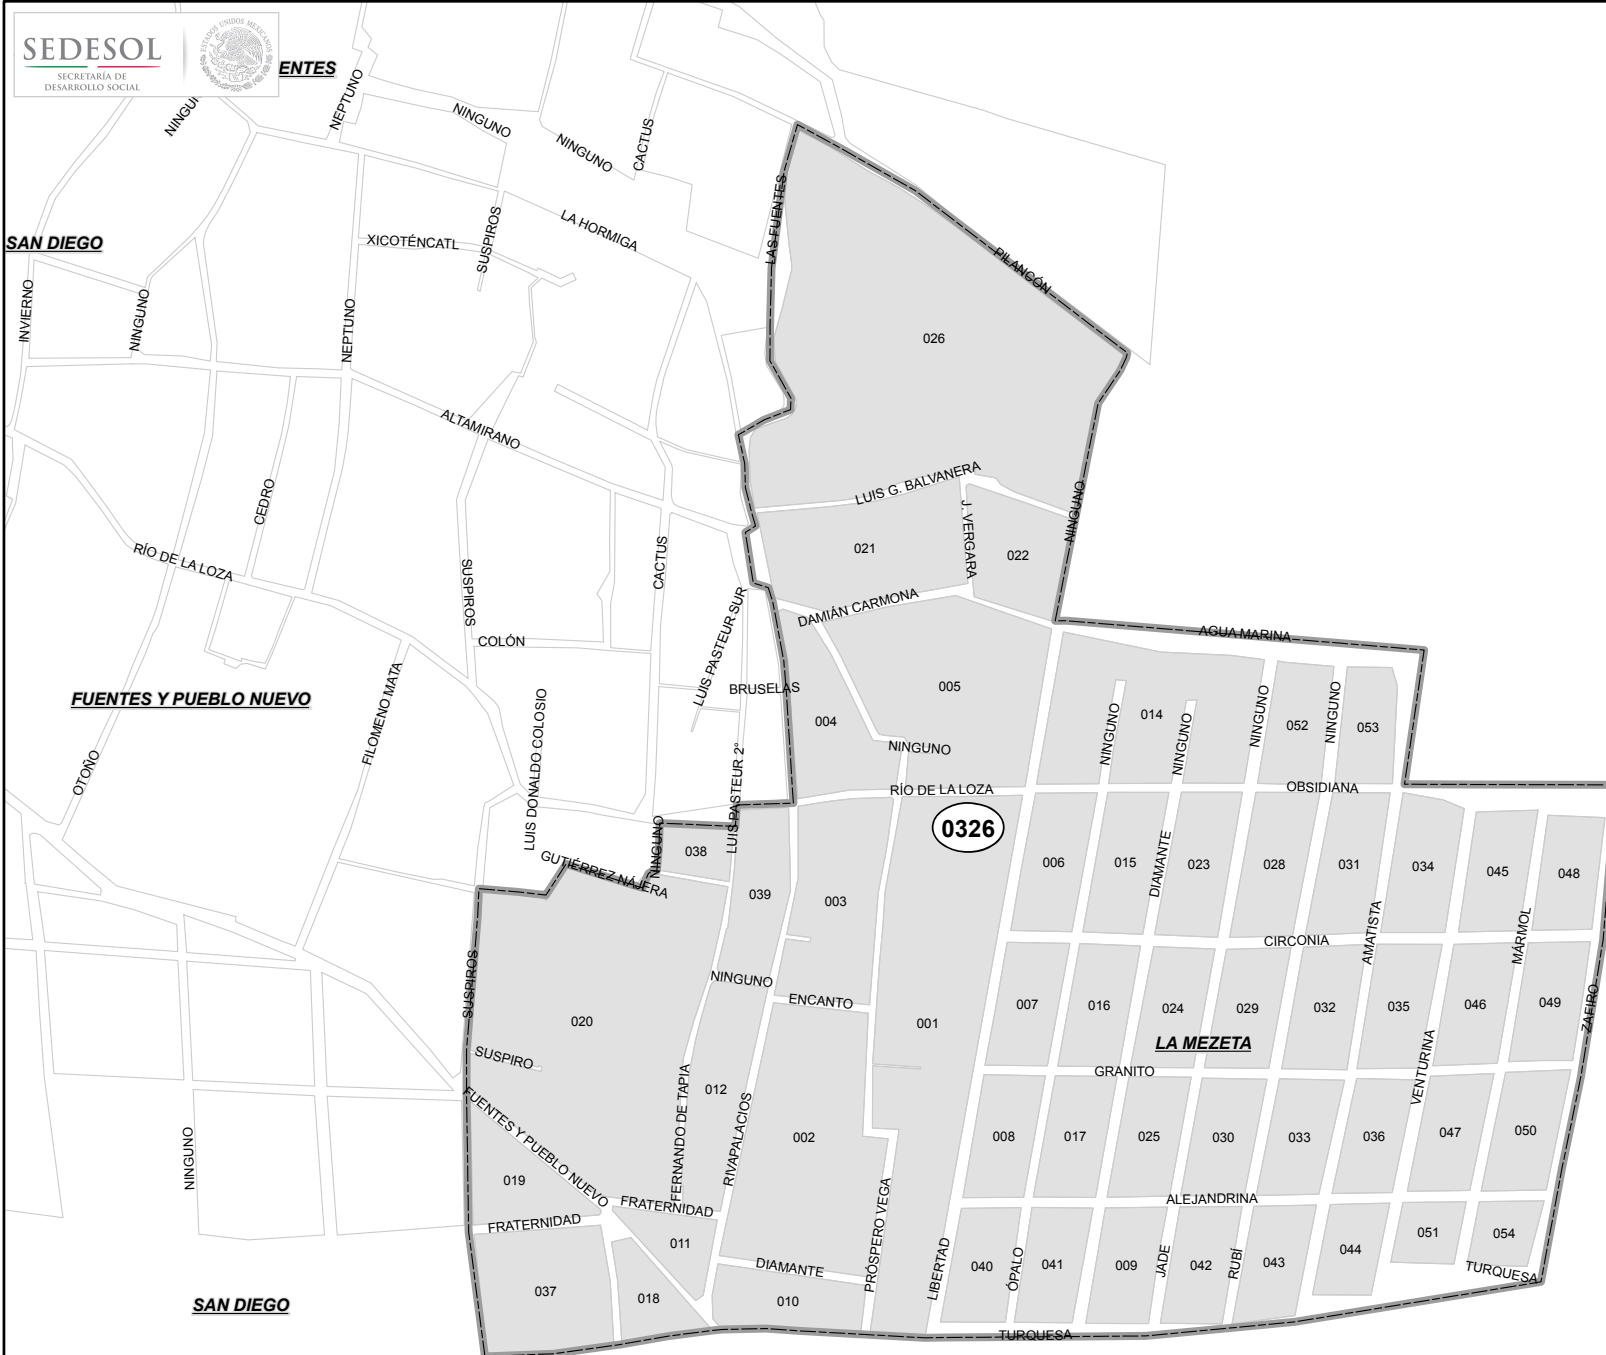 SEDESOL
SECRETARÍA DE
DESARROLLO SOCIAL
ESTADOS UNIDOS MEXICANOS
ENTES
NEPTUNO
NINGUNO
NINGUNO
CACTUS
LAS FUENTES
SAN DIEGO
XICOTÉNCATL
SUSPIROS
LA HORMIGA
PILANCÓN
INVIERNO
NINGUNO
NEPTUNO
026
ALTAMIRANO
LUIS G. BALVANERA
CEDRO
J. VERGARA
NINGUNO
021
022
RÍO DE LA LOZA
SUSPIROS
CACTUS
DAMIÁN CARMONA
COLÓN
LUIS PASTEUR SUR
AGUA MARINA
BRUSELAS
005
FUENTES Y PUEBLO NUEVO
FILOMENO MATA
004
014
NINGUNO
NINGUNO
NINGUNO
NINGUNO
052
053
LUIS DONALDO COLOSIO
NINGUNO
OTOÑO
LUIS PASTEUR 2°
RÍO DE LA LOZA
OBSIDIANA
0326
NINGUNO
038
GUTIÉRREZ NÁJERA
006
015
DIAMANTE
023
028
031
034
045
048
039
003
CIRCONIA
AMATISTA
MÁRMOL
SUSPIROS
NINGUNO
ENCANTO
007
016
024
029
032
035
046
049
ZAFIRO
020
001
LA MEZETA
SUSPIRO
GRANITO
VENTURINA
FERNANDO DE TAPIA
012
RIVAPALACIOS
FUENTES Y PUEBLO NUEVO
002
008
017
025
030
033
036
047
050
NINGUNO
019
FRATERNIDAD
FRATERNIDAD
ALEJANDRINA
PRÓSPERO VEGA
011
051
054
DIAMANTE
LIBERTAD
040
ÓPALO
041
009
JADE
042
RUBÍ
043
044
TURQUESA
SAN DIEGO
037
018
010
TURQUESA